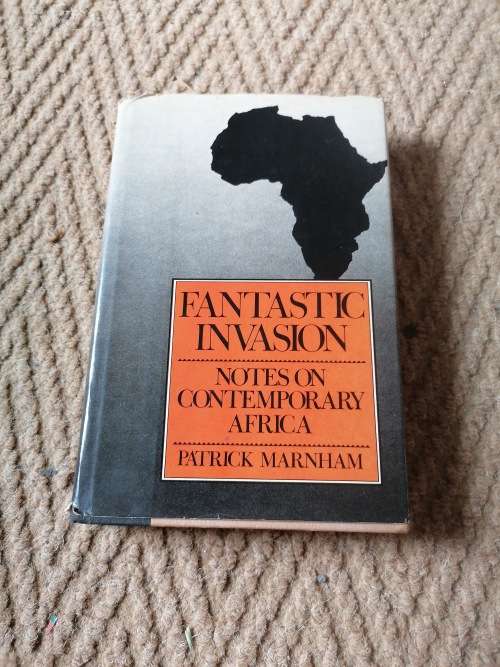 FANTASTIC
INVASION
NOTES ON
CONTEMPORARY
AFRICA
PATRICK MARNHAM